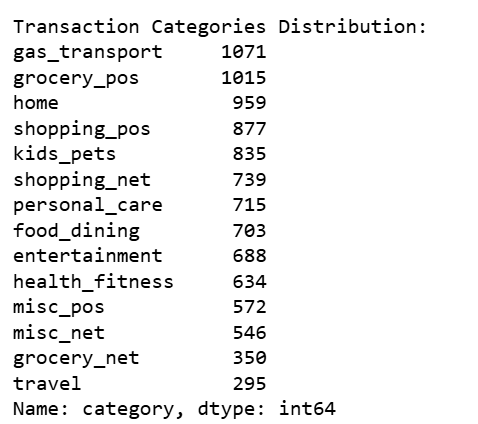 Transaction Categories Distribution:
gas_transport     1071
grocery_pos       1015
home               959
shopping_pos       877
kids_pets          835
shopping_net       739
personal_care      715
food_dining        703
entertainment      688
health_fitness     634
misc_pos           572
misc_net           546
grocery_net        350
travel             295
Name: category, dtype: int64